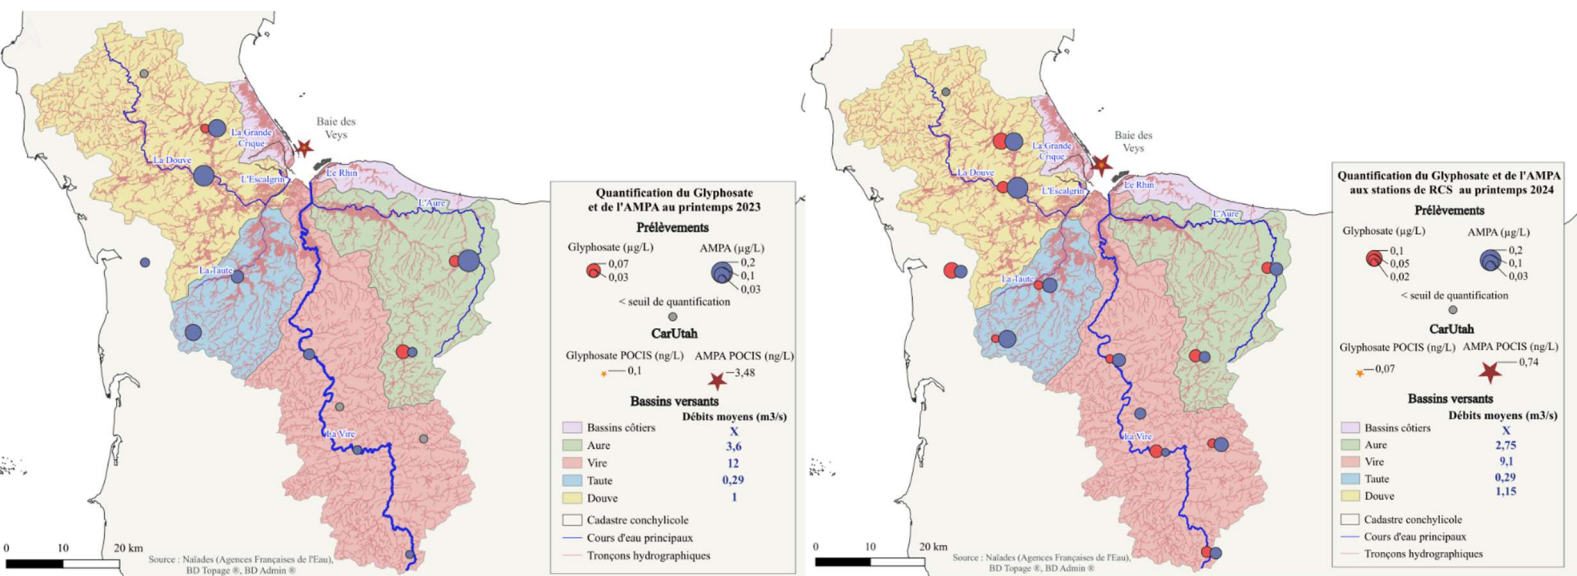 Baie des
Veys
La Grande
Crique
La Douve
L'Escalgrin
Le Rhin
L'Aure
La Taute
La Vire
0 10 20 km
Source : Naïades (Agences Françaises de l'Eau),
BD Topage ®, BD Admin ®
Quantification du Glyphosate
et de l'AMPA au printemps 2023
Prélèvements
Glyphosate (µg/L) AMPA (µg/L)
0,07
0,03
0,2
0,1
0,03
< seuil de quantification
CarUtah
Glyphosate POCIS (ng/L) AMPA POCIS (ng/L)
0,1 3,48
Bassins versants
Débits moyens (m3/s)
Bassins côtiers X
Aure 3,6
Vire 12
Taute 0,29
Douve 1
Cadastre conchylicole
Cours d'eau principaux
Tronçons hydrographiques
Baie des
Veys
La Grande
Crique
La Douve
L'Escalgrin
Le Rhin
L'Aure
La Taute
La Vire
0 10 20 km
Source : Naïades (Agences Françaises de l'Eau),
BD Topage ®, BD Admin ®
Quantification du Glyphosate et de l'AMPA
aux stations de RCS au printemps 2024
Prélèvements
Glyphosate (µg/L) AMPA (µg/L)
0,1
0,05
0,02
0,2
0,1
0,03
< seuil de quantification
CarUtah
Glyphosate POCIS (ng/L) AMPA POCIS (ng/L)
0,07 0,74
Bassins versants
Débits moyens (m3/s)
Bassins côtiers X
Aure 2,75
Vire 9,1
Taute 0,29
Douve 1,15
Cadastre conchylicole
Cours d'eau principaux
Tronçons hydrographiques